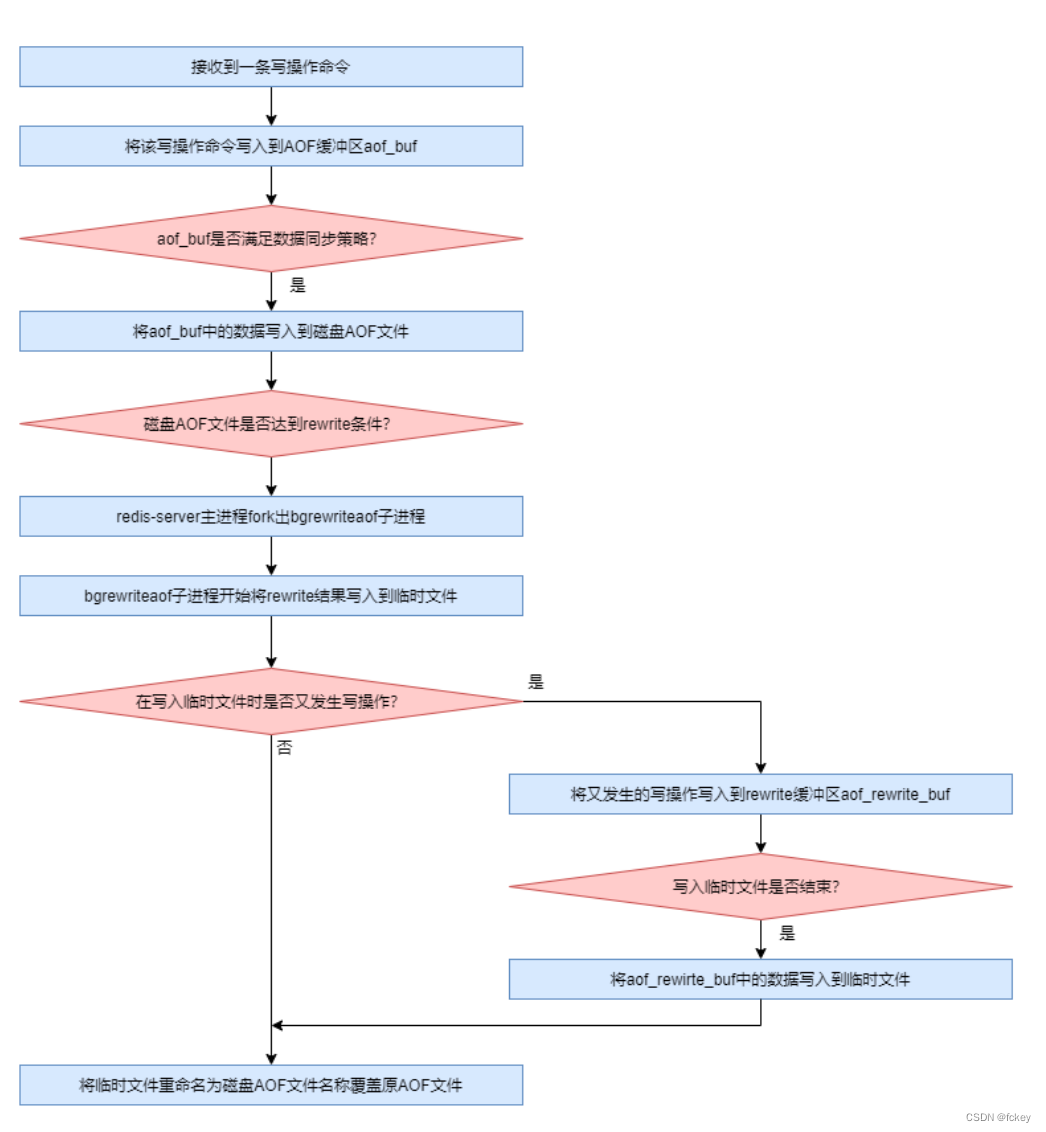 接收到一条写操作命令
将该写操作命令写入到AOF缓冲区aof_buf
aof_buf是否满足数据同步策略?
是
将aof_buf中的数据写入到磁盘AOF文件
磁盘AOF文件是否达到rewrite条件?
redis-server主进程fork出bgrewriteaof子进程
bgrewriteaof子进程开始将rewrite结果写入到临时文件
是
在写入临时文件时是否又发生写操作?
否
将又发生的写操作写入到rewrite缓冲区aof_rewrite_buf
写入临时文件是否结束?
是
将aof_rewirte_buf中的数据写入到临时文件
将临时文件重命名为磁盘AOF文件名称覆盖原AOF文件
CSDN @fckey